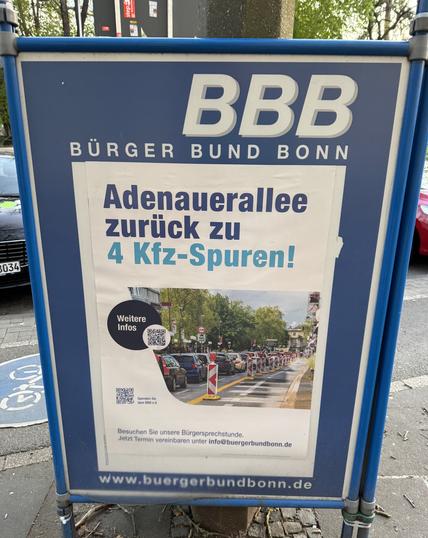 BBB
BÜRGER BUND BONN
Adenauerallee
zurück zu
4 Kfz-Spuren!
Weitere
Infos
Besuchen Sie unsere Bürgersprechstunde.
Jetzt Termin vereinbaren unter info@buergerbundbonn.de
www.buergerbundbonn.de